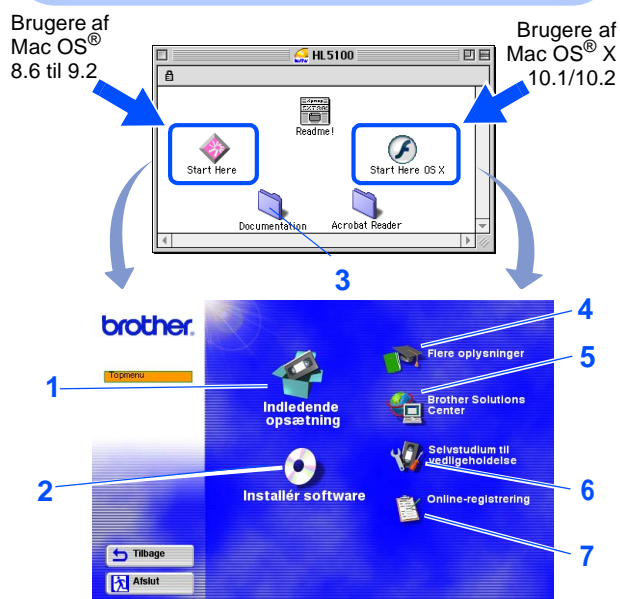 Brugere af
Mac OS®
8.6 til 9.2
Brugere af
Mac OS® X
10.1/10.2
HL5100
Readme!
Start Here
Start Here OS X
Documentation
Acrobat Reader
3
brother
Topmenu
1
Indledende
opsætning
2
Installér software
4
Flere oplysninger
5
Brother Solutions
Center
Selvstudium til
vedligeholdelse
6
Online-registrering
7
Tilbage
Afslut